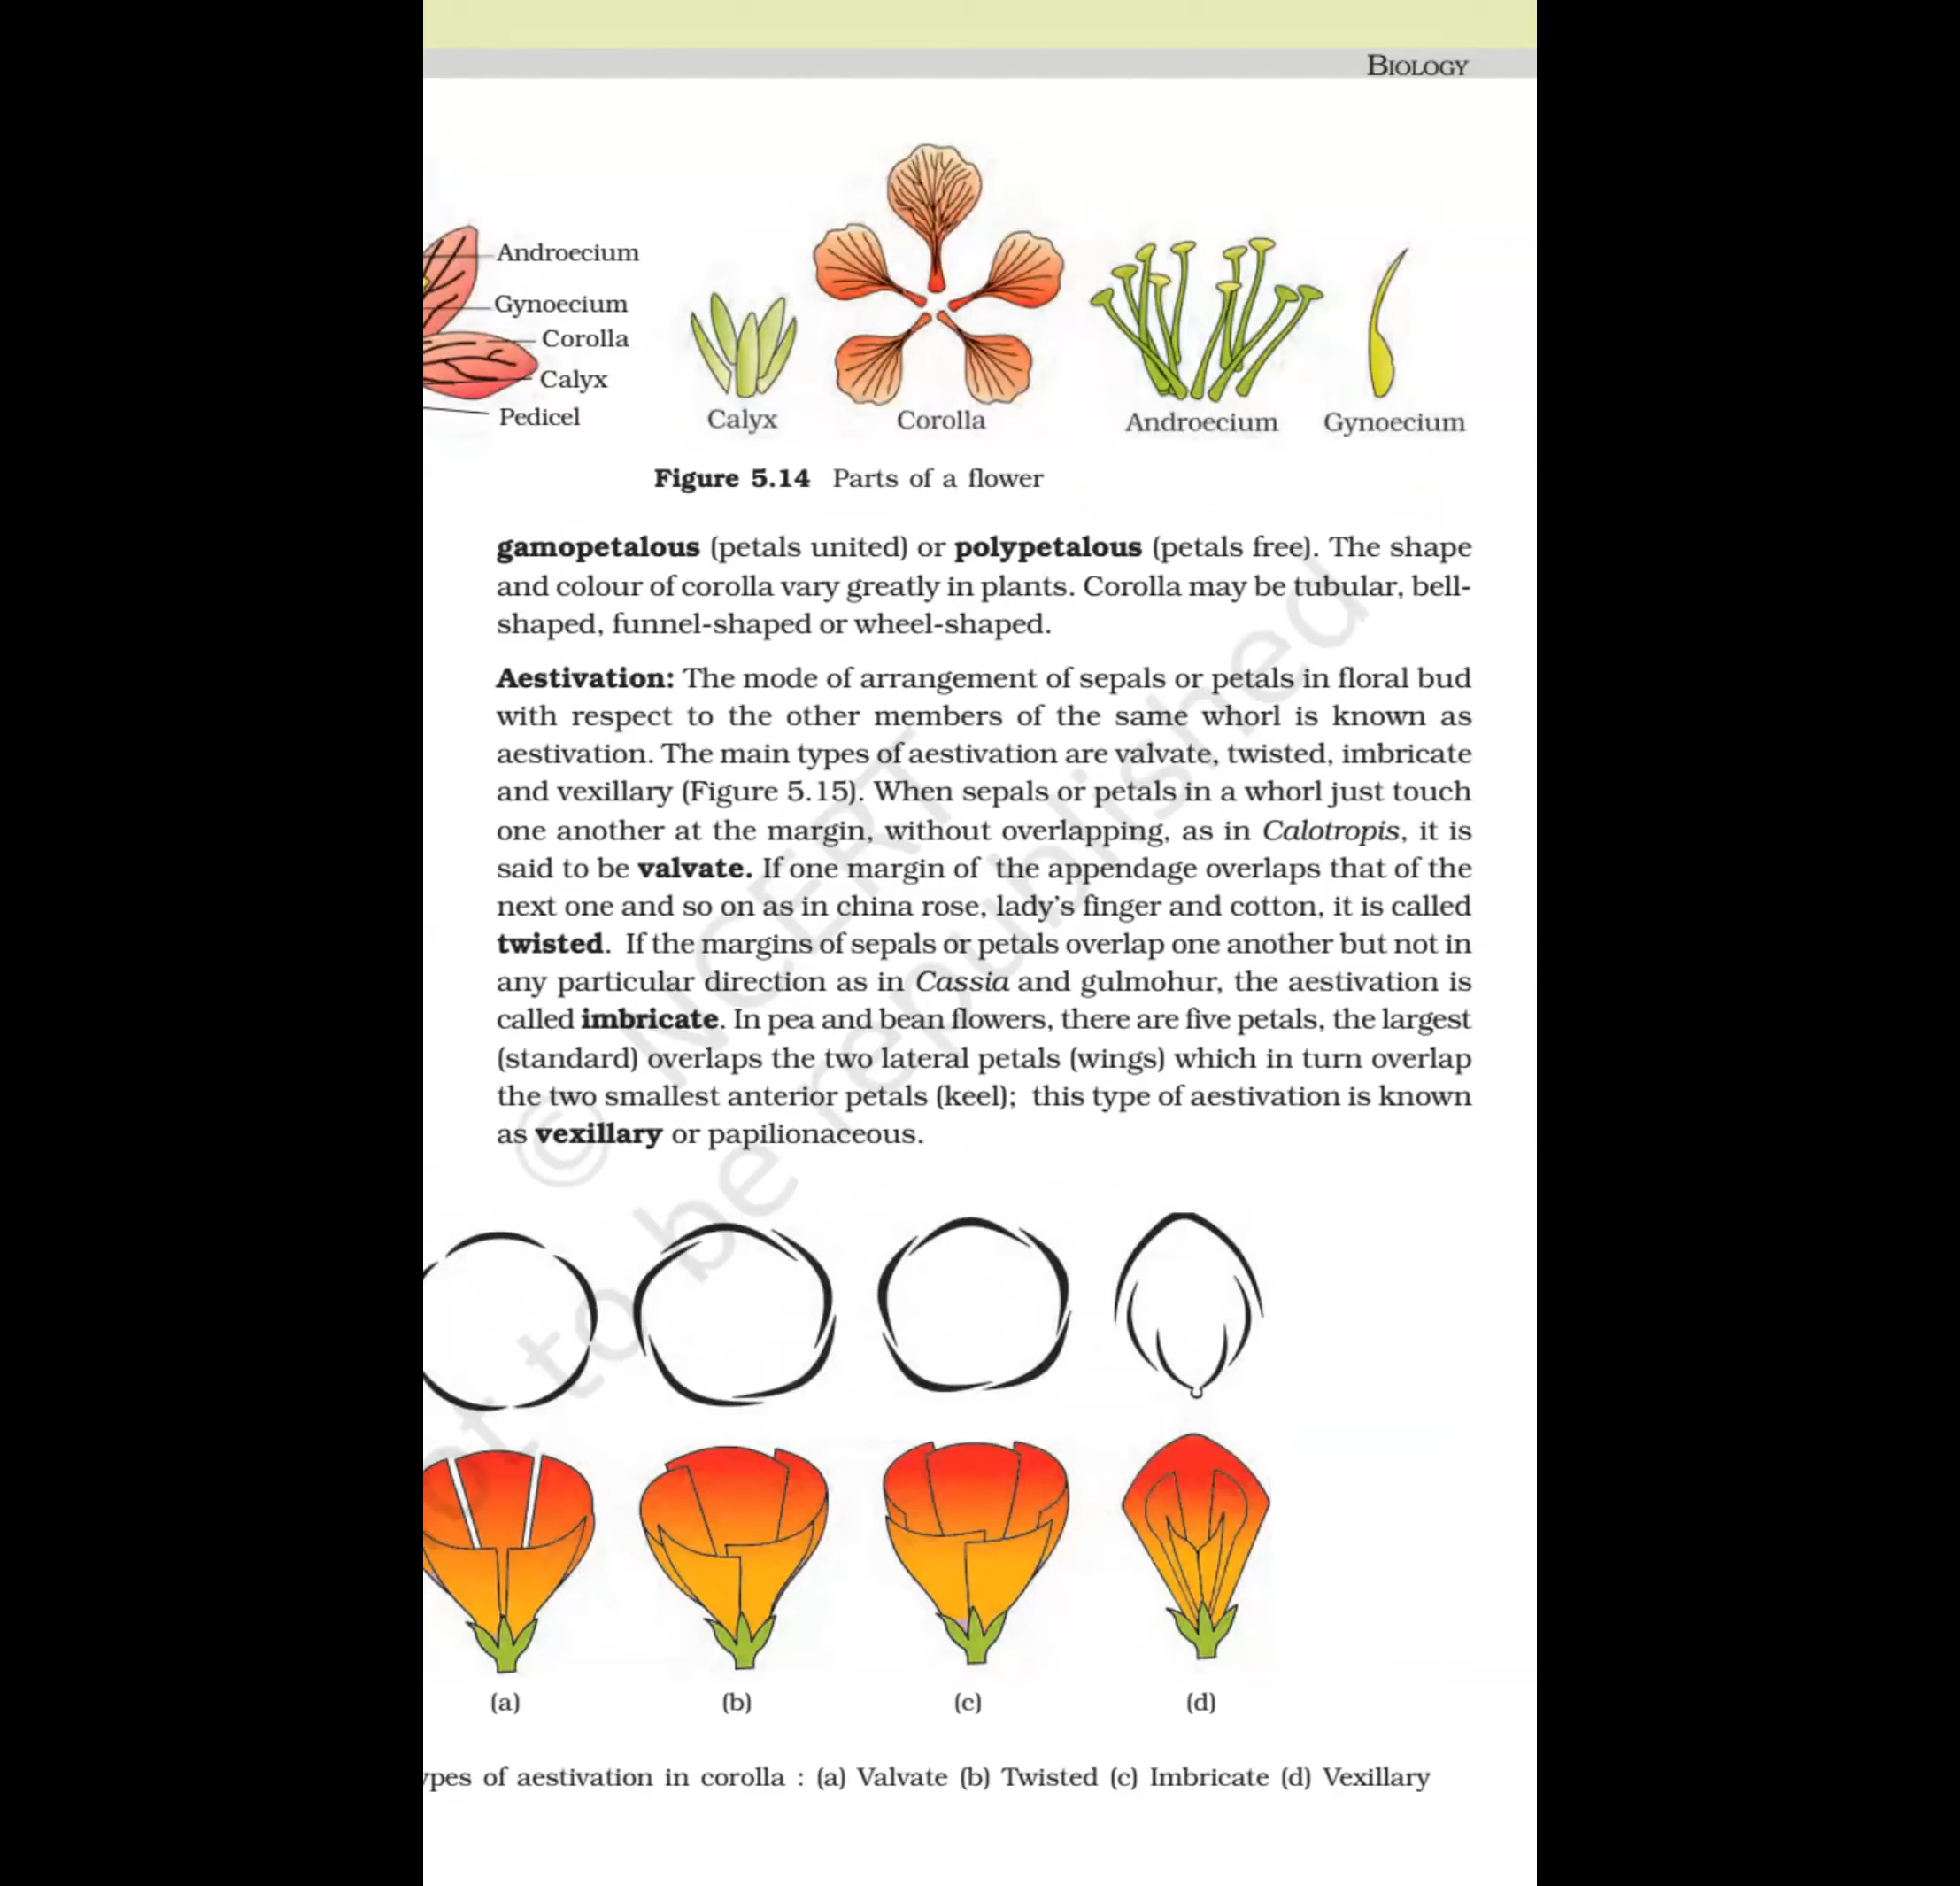 BIOLOGY
Androecium
Gynoecium
Corolla
Calyx
Pedicel
Calyx
Corolla
Androecium
Gynoecium
Figure 5.14 Parts of a flower
gamopetalous (petals united) or polypetalous (petals free). The shape
and colour of corolla vary greatly in plants. Corolla may be tubular, bell-
shaped, funnel-shaped or wheel-shaped.
Aestivation: The mode of arrangement of sepals or petals in floral bud
with respect to the other members of the same whorl is known as
aestivation. The main types of aestivation are valvate, twisted, imbricate
and vexillary (Figure 5.15). When sepals or petals in a whorl just touch
one another at the margin, without overlapping, as in Calotropis, it is
said to be valvate. If one margin of the appendage overlaps that of the
next one and so on as in china rose, lady's finger and cotton, it is called
twisted. If the margins of sepals or petals overlap one another but not in
any particular direction as in Cassia and gulmohur, the aestivation is
called imbricate. In pea and bean flowers, there are five petals, the largest
(standard) overlaps the two lateral petals (wings) which in turn overlap
the two smallest anterior petals (keel); this type of aestivation is known
as vexillary or papilionaceous.
© NCERT
to be republished
(a)
(b)
(c)
(d)
of aestivation in corolla : (a) Valvate (b) Twisted (c) Imbricate (d) Vexillary